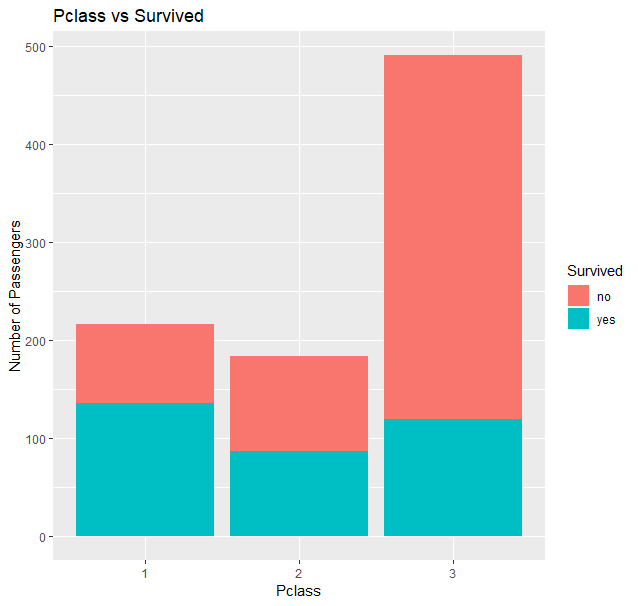 Pclass vs Survived
500
400
300
200
100
0
Number of Passengers
1 2 3
Pclass
Survived
no
yes